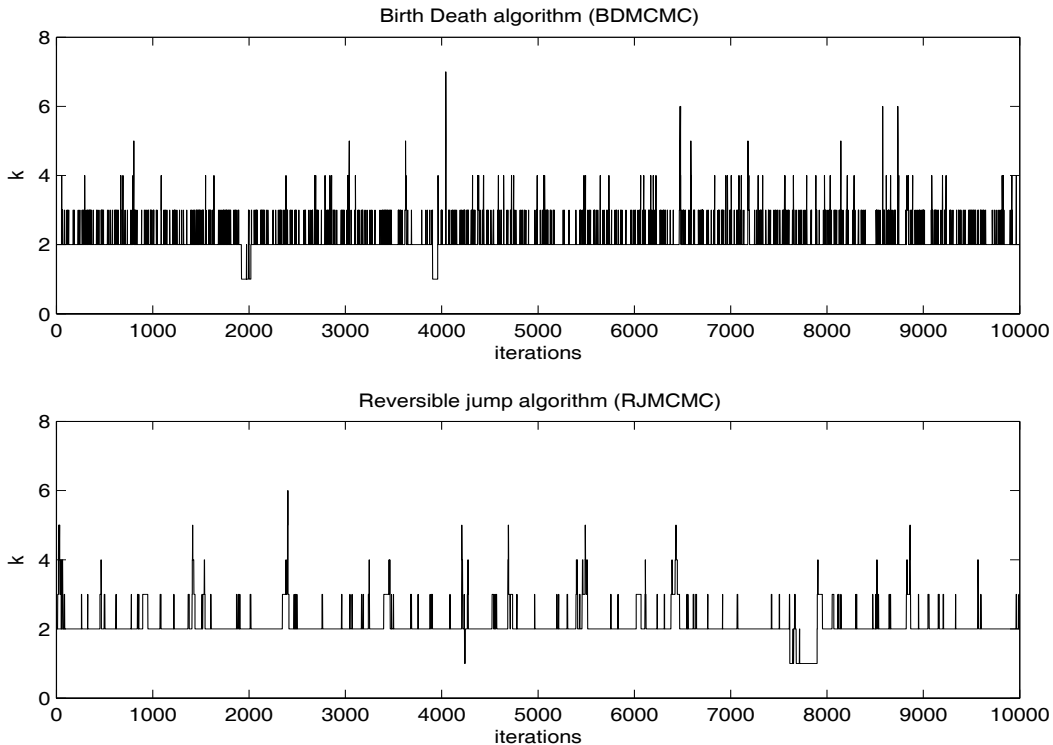 Birth Death algorithm (BDMCMC)
8
6
4
2
0
k
0 1000 2000 3000 4000 5000 6000 7000 8000 9000 10000
iterations
Reversible jump algorithm (RJMCMC)
8
6
4
2
0
k
0 1000 2000 3000 4000 5000 6000 7000 8000 9000 10000
iterations